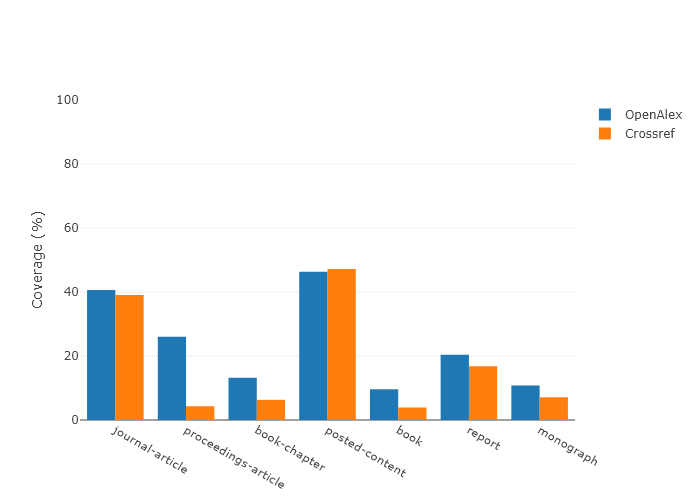 100
80
60
40
20
0
Coverage (%)
OpenAlex
Crossref
journal-article
proceedings-article
book-chapter
posted-content
book
report
monograph